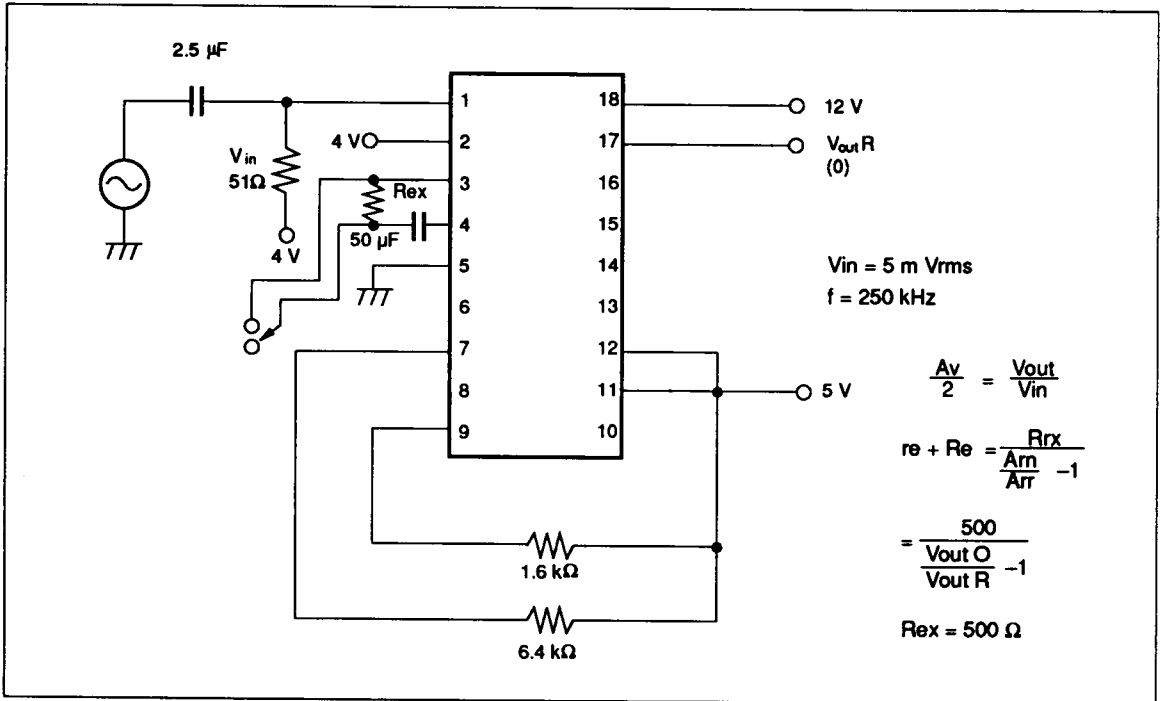 2.5 µF
1
2
3
4
5
6
7
8
9
18
17
16
15
14
13
12
11
10
12 V
Vout R
(0)
4 V
Vin
51Ω
4 V
Rex
50 µF
Vin = 5 m Vrms
f = 250 kHz
5 V
Av/2 = Vout/Vin
re + Re = Rrx/(Arn/Arr –1)
= 500/(Vout O/Vout R –1)
Rex = 500 Ω
1.6 kΩ
6.4 kΩ